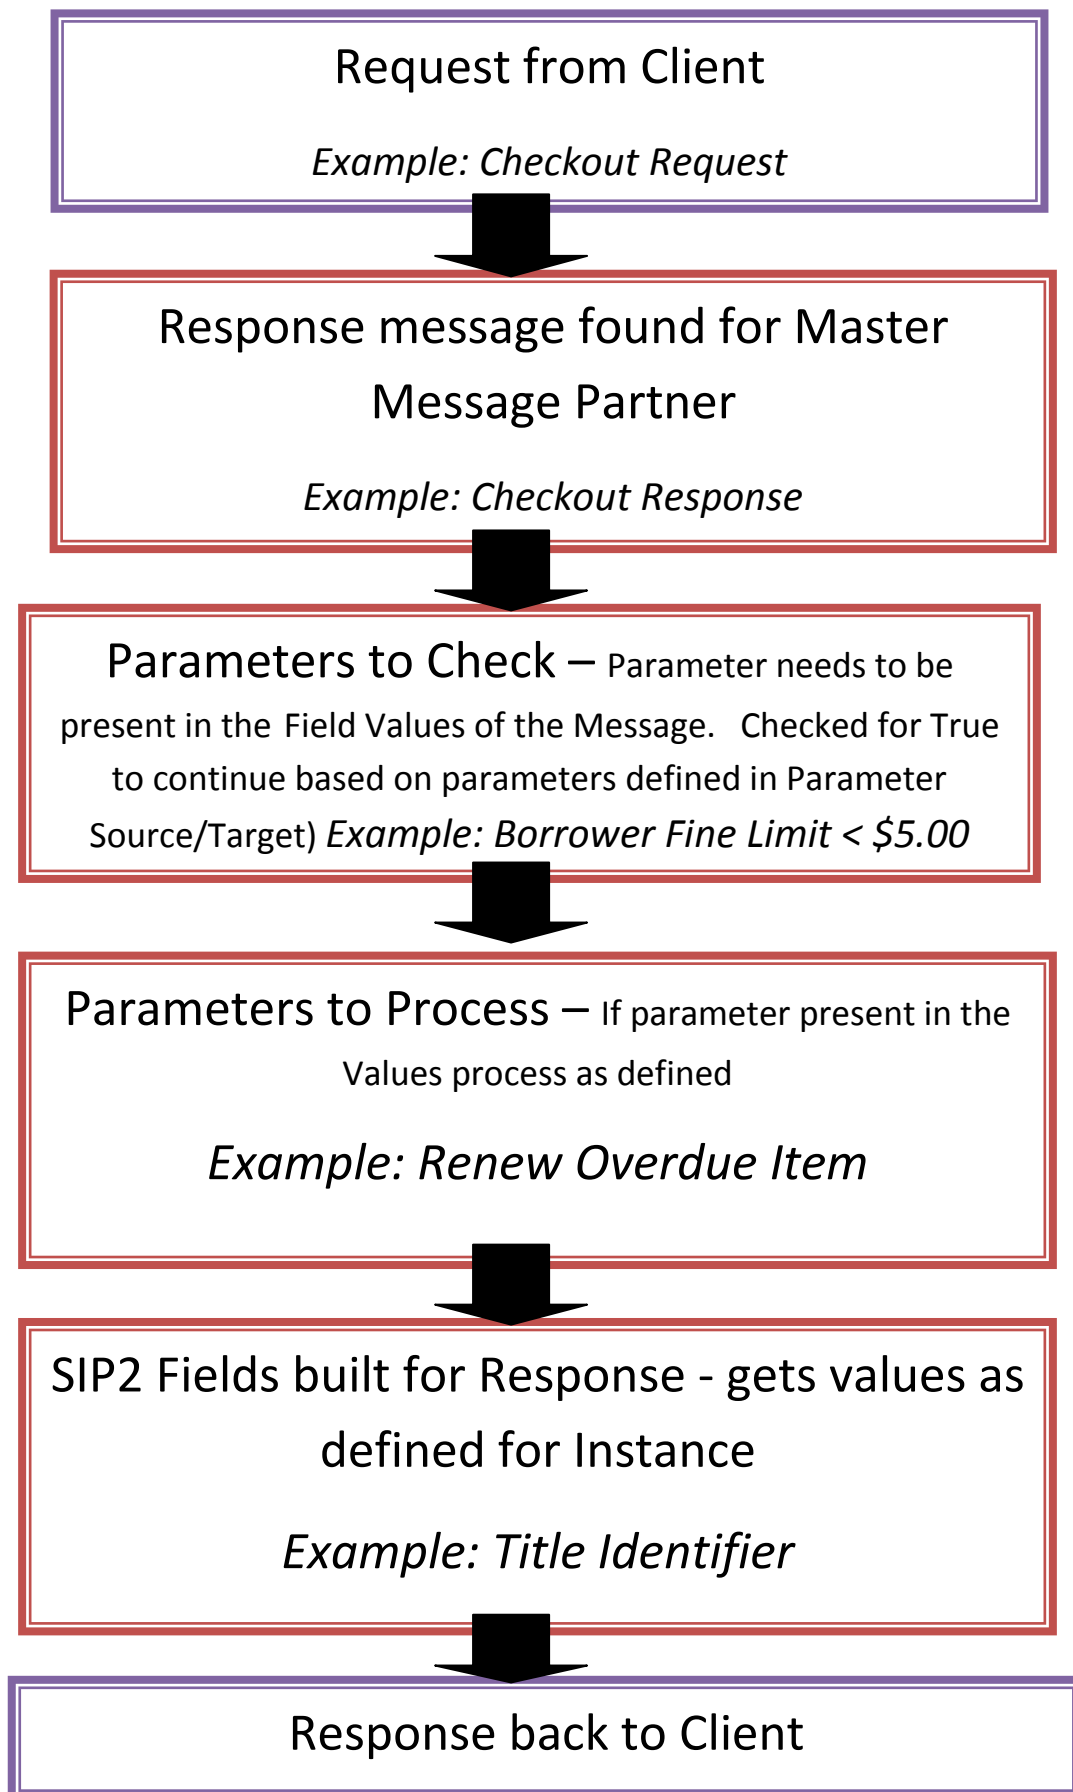 Request from Client
Example: Checkout Request
Response message found for Master
Message Partner
Example: Checkout Response
Parameters to Check – Parameter needs to be
present in the Field Values of the Message.   Checked for True
to continue based on parameters defined in Parameter
Source/Target) Example: Borrower Fine Limit < $5.00
Parameters to Process – If parameter present in the
Values process as defined
Example: Renew Overdue Item
SIP2 Fields built for Response - gets values as
defined for Instance
Example: Title Identifier
Response back to Client